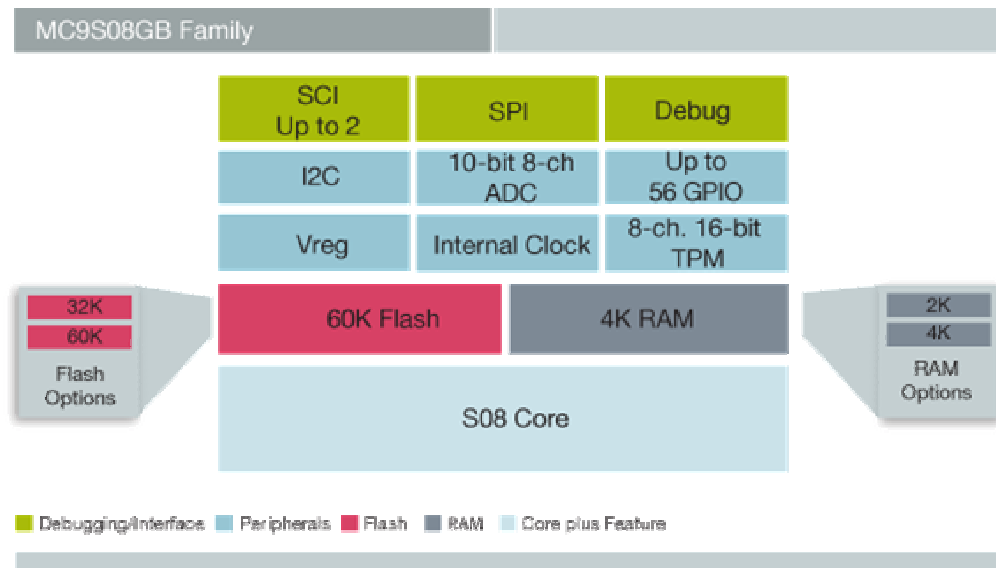 MC9S08GB Family
SCI
Up to 2
SPI
Debug
I2C
10-bit 8-ch
ADC
Up to
56 GPIO
Vreg
Internal Clock
8-ch. 16-bit
TPM
32K
60K
Flash
Options
60K Flash
4K RAM
2K
4K
RAM
Options
S08 Core
Debugging/Interface
Peripherals
Flash
RAM
Core plus Feature